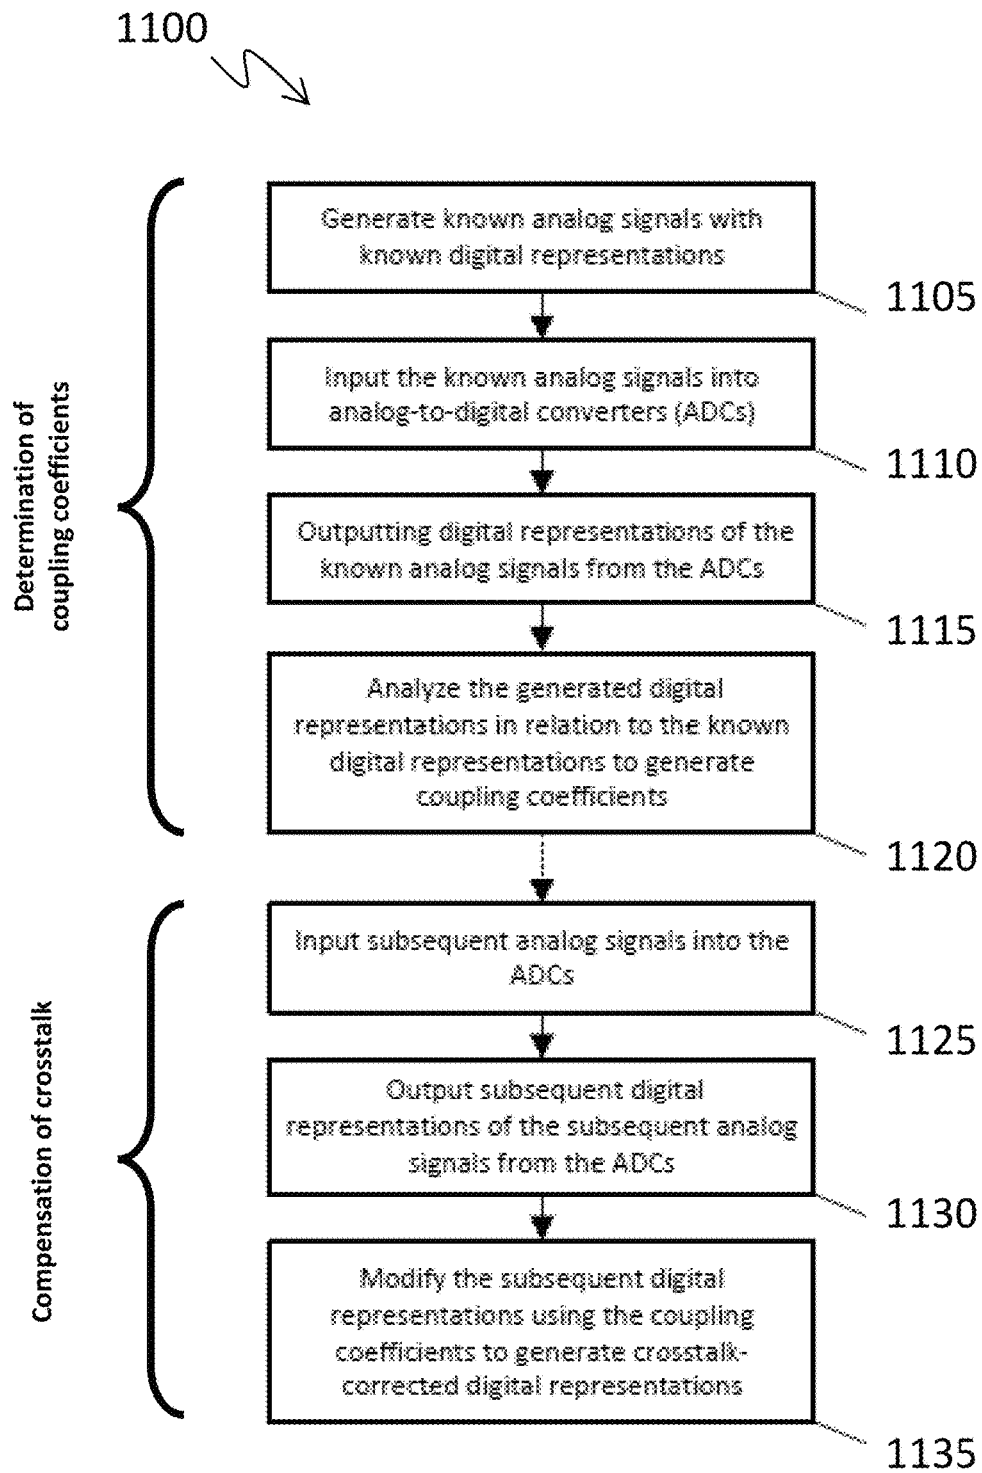 1100
Generate known analog signals with
known digital representations
1105
Input the known analog signals into
analog-to-digital converters (ADCs)
1110
Outputting digital representations of the
known analog signals from the ADCs
1115
Analyze the generated digital
representations in relation to the known
digital representations to generate
coupling coefficients
1120
Determination of
coupling coefficients
Input subsequent analog signals into the
ADCs
1125
Output subsequent digital
representations of the subsequent analog
signals from the ADCs
1130
Modify the subsequent digital
representations using the coupling
coefficients to generate crosstalk-
corrected digital representations
1135
Compensation of crosstalk